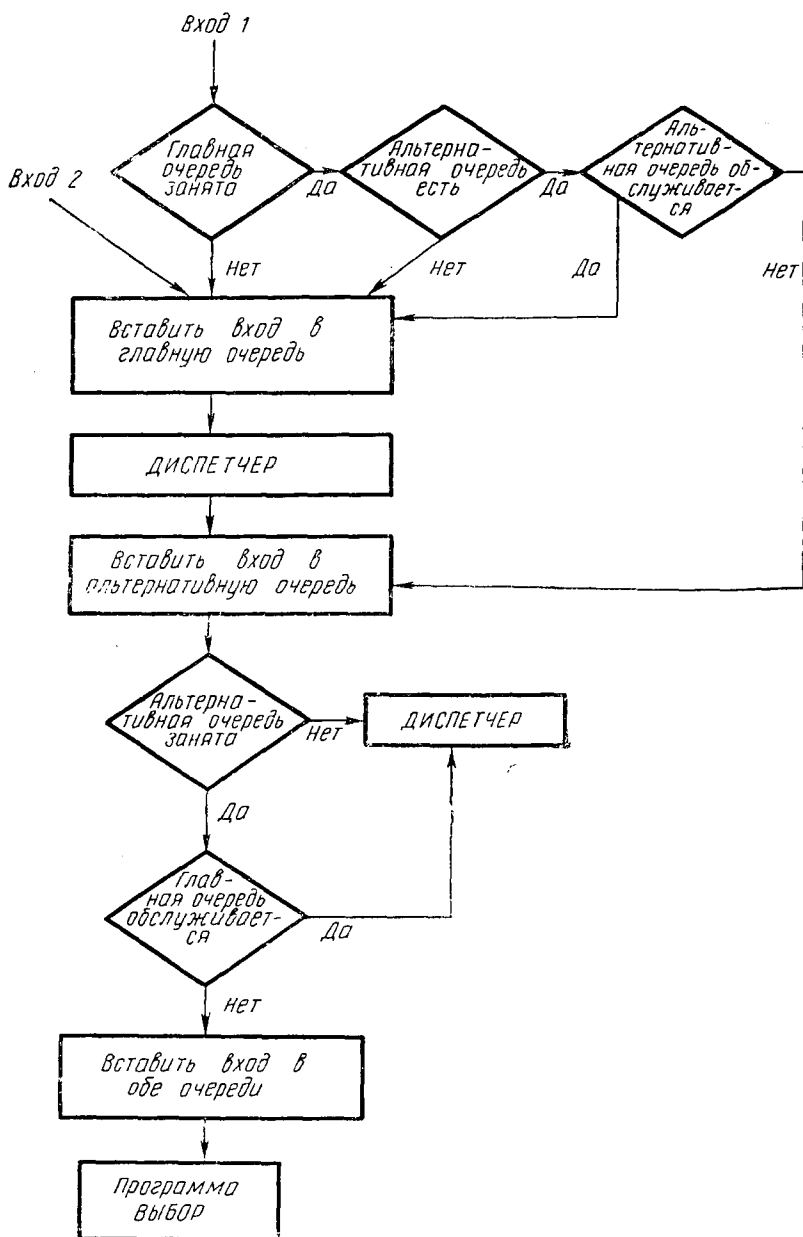 Вход 1
Главная
очередь
занята
Да
Альтерна-
тивная очередь
есть
Да
Аль-
тернатив-
ная очередь об-
служивает-
ся
Вход 2
Нет
Нет
Да
Нет
Вставить вход в
главную очередь
ДИСПЕТЧЕР
Вставить вход в
альтернативную очередь
Альтерна-
тивная очередь
занята
Нет
ДИСПЕТЧЕР
Да
Глав-
ная очередь
обслуживает-
ся
Да
Нет
Вставить вход в
обе очереди
Программа
ВЫБОР